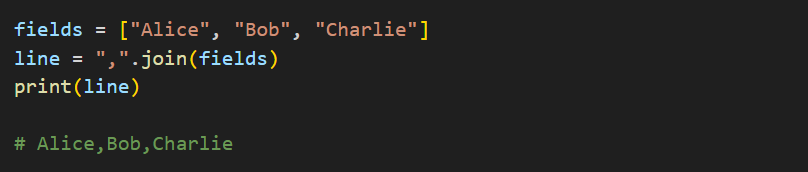 fields = ["Alice", "Bob", "Charlie"]
line = ",".join(fields)
print(line)
# Alice,Bob,Charlie